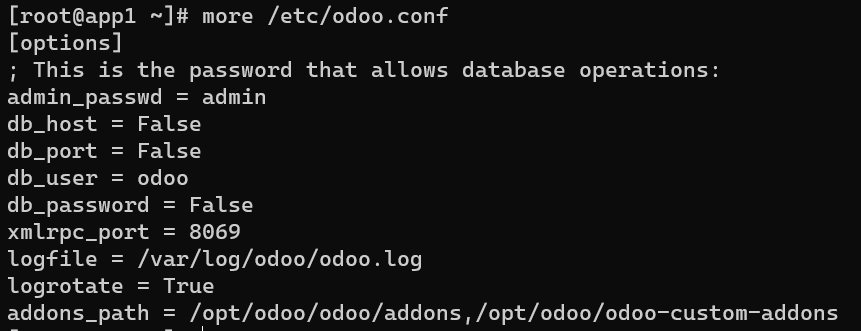 [root@app1 ~]# more /etc/odoo.conf
[options]
; This is the password that allows database operations:
admin_passwd = admin
db_host = False
db_port = False
db_user = odoo
db_password = False
xmlrpc_port = 8069
logfile = /var/log/odoo/odoo.log
logrotate = True
addons_path = /opt/odoo/odoo/addons,/opt/odoo/odoo-custom-addons